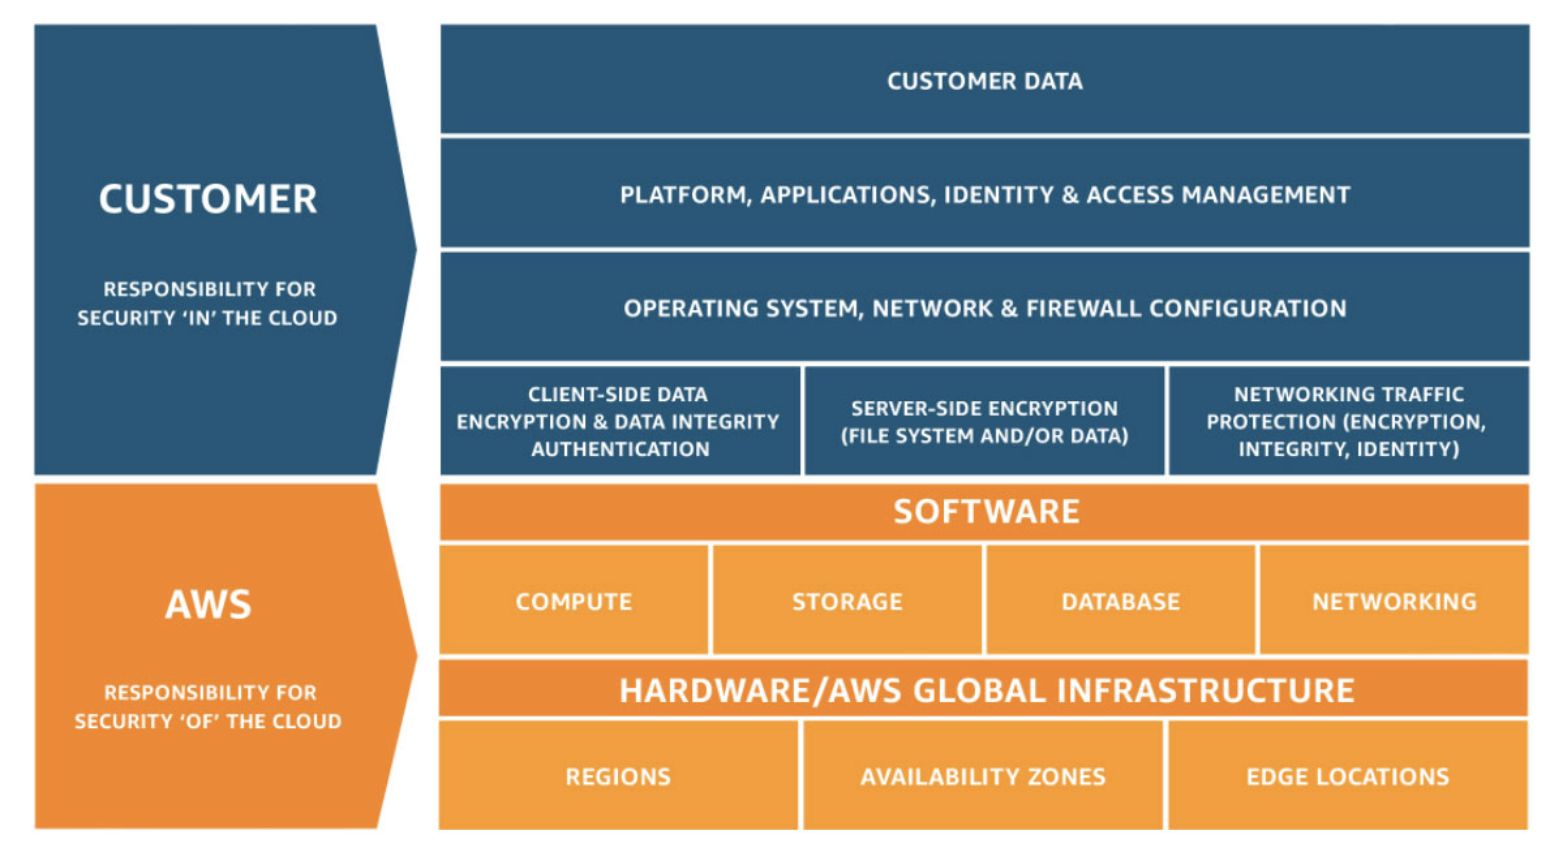 CUSTOMER
RESPONSIBILITY FOR
SECURITY ‘IN’ THE CLOUD
CUSTOMER DATA
PLATFORM, APPLICATIONS, IDENTITY & ACCESS MANAGEMENT
OPERATING SYSTEM, NETWORK & FIREWALL CONFIGURATION
CLIENT-SIDE DATA
ENCRYPTION & DATA INTEGRITY
AUTHENTICATION
SERVER-SIDE ENCRYPTION
(FILE SYSTEM AND/OR DATA)
NETWORKING TRAFFIC
PROTECTION (ENCRYPTION,
INTEGRITY, IDENTITY)
AWS
RESPONSIBILITY FOR
SECURITY ‘OF’ THE CLOUD
SOFTWARE
COMPUTE
STORAGE
DATABASE
NETWORKING
HARDWARE/AWS GLOBAL INFRASTRUCTURE
REGIONS
AVAILABILITY ZONES
EDGE LOCATIONS